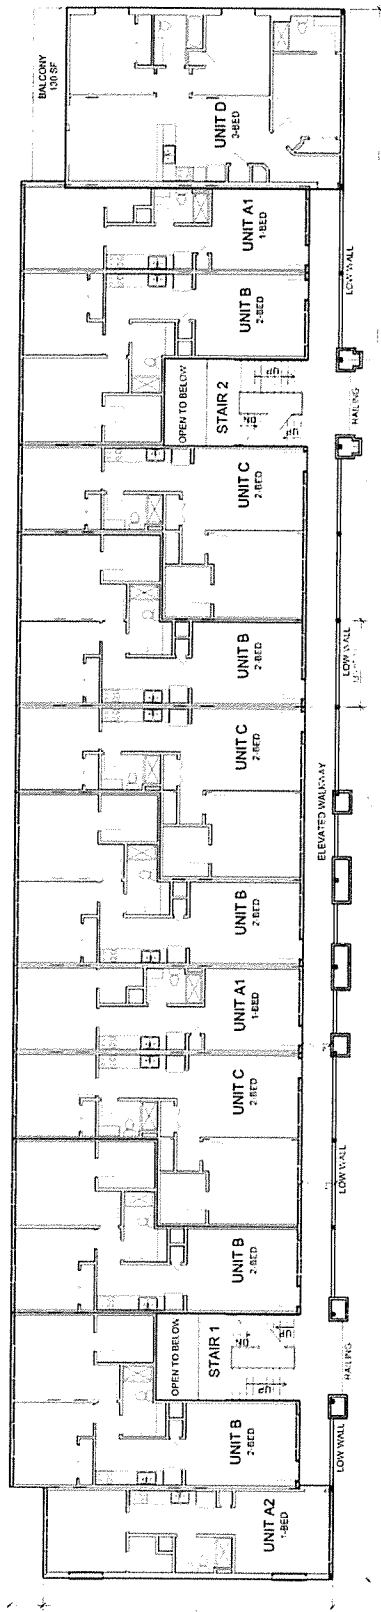 BALCONY
130 SF
UNIT D
3-BED
UNIT A1
1-BED
LOW WALL
UNIT B
2-BED
OPEN TO BELOW
STAIR 2
RAILING
UNIT C
2-BED
UNIT B
2-BED
LOW WALL
UNIT C
2-BED
ELEVATED WALKWAY
UNIT B
2-BED
UNIT A1
1-BED
UNIT C
2-BED
LOW WALL
UNIT B
2-BED
OPEN TO BELOW
STAIR 1
RAILING
UNIT B
2-BED
LOW WALL
UNIT A2
1-BED